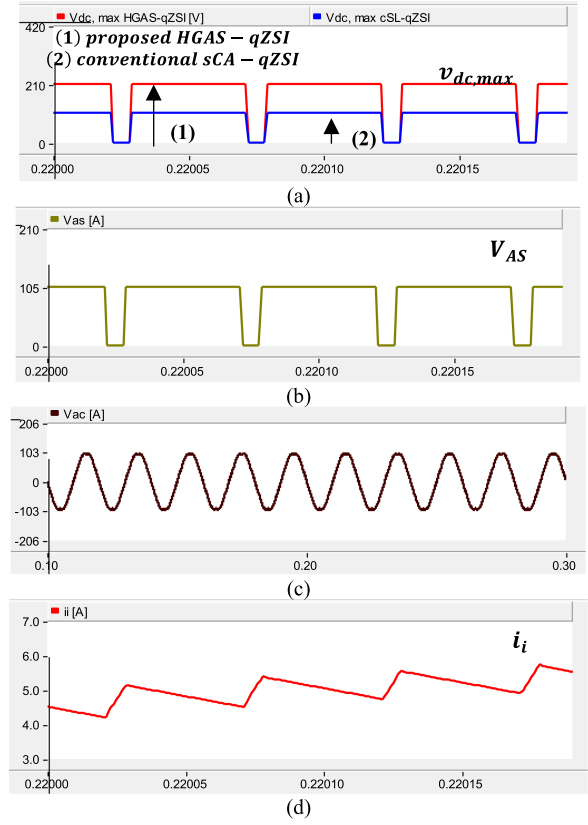 Vdc, max HGAS-qZSI [V] Vdc, max cSL-qZSI
420
(1) proposed HGAS-qZSI
(2) conventional sCA-qZSI
v_dc,max
210
(1)
(2)
0
0.22000 0.22005 0.22010 0.22015
(a)
Vas [A]
210
V_AS
105
0
0.22000 0.22005 0.22010 0.22015
(b)
Vac [A]
206
103
0
-103
-206
0.10 0.20 0.30
(c)
ii [A]
7.0
i_i
6.0
5.0
4.0
3.0
0.22000 0.22005 0.22010 0.22015
(d)